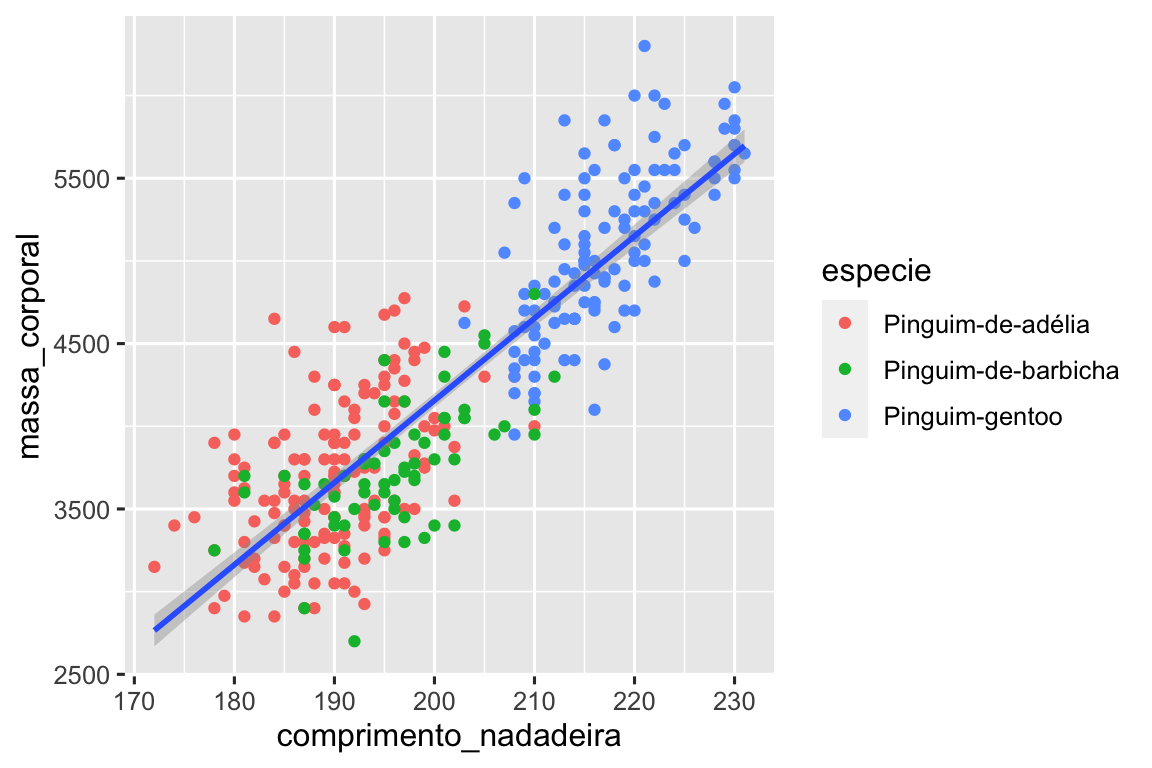 massa_corporal
5500
4500
3500
2500
170 180 190 200 210 220 230
comprimento_nadadeira
especie
Pinguim-de-adélia
Pinguim-de-barbicha
Pinguim-gentoo